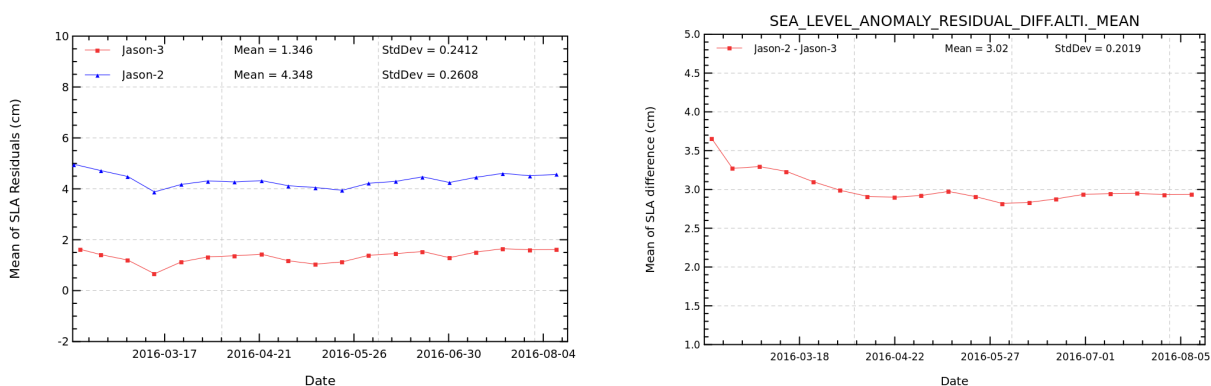 10
8
6
4
2
0
-2
Mean of SLA Residuals (cm)
Jason-3 Mean = 1.346 StdDev = 0.2412
Jason-2 Mean = 4.348 StdDev = 0.2608
2016-03-17 2016-04-21 2016-05-26 2016-06-30 2016-08-04
Date
SEA_LEVEL_ANOMALY_RESIDUAL_DIFF.ALTI._MEAN
5.0
4.5
4.0
3.5
3.0
2.5
2.0
1.5
1.0
Mean of SLA difference (cm)
Jason-2 - Jason-3 Mean = 3.02 StdDev = 0.2019
2016-03-18 2016-04-22 2016-05-27 2016-07-01 2016-08-05
Date